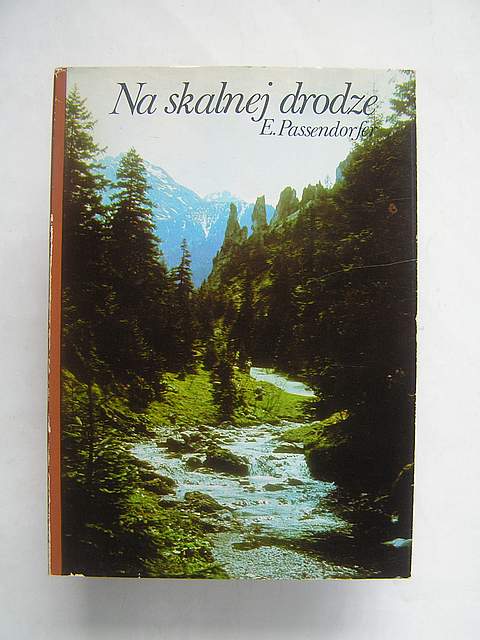 Na skalnej drodze
E. Passendorfer